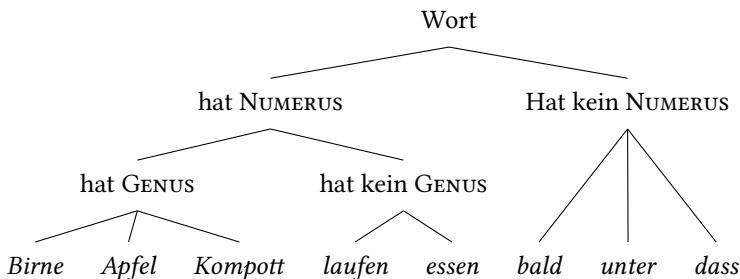 Wort
hat NUMERUS Hat kein NUMERUS
hat GENUS hat kein GENUS
Birne Apfel Kompott laufen essen bald unter dass